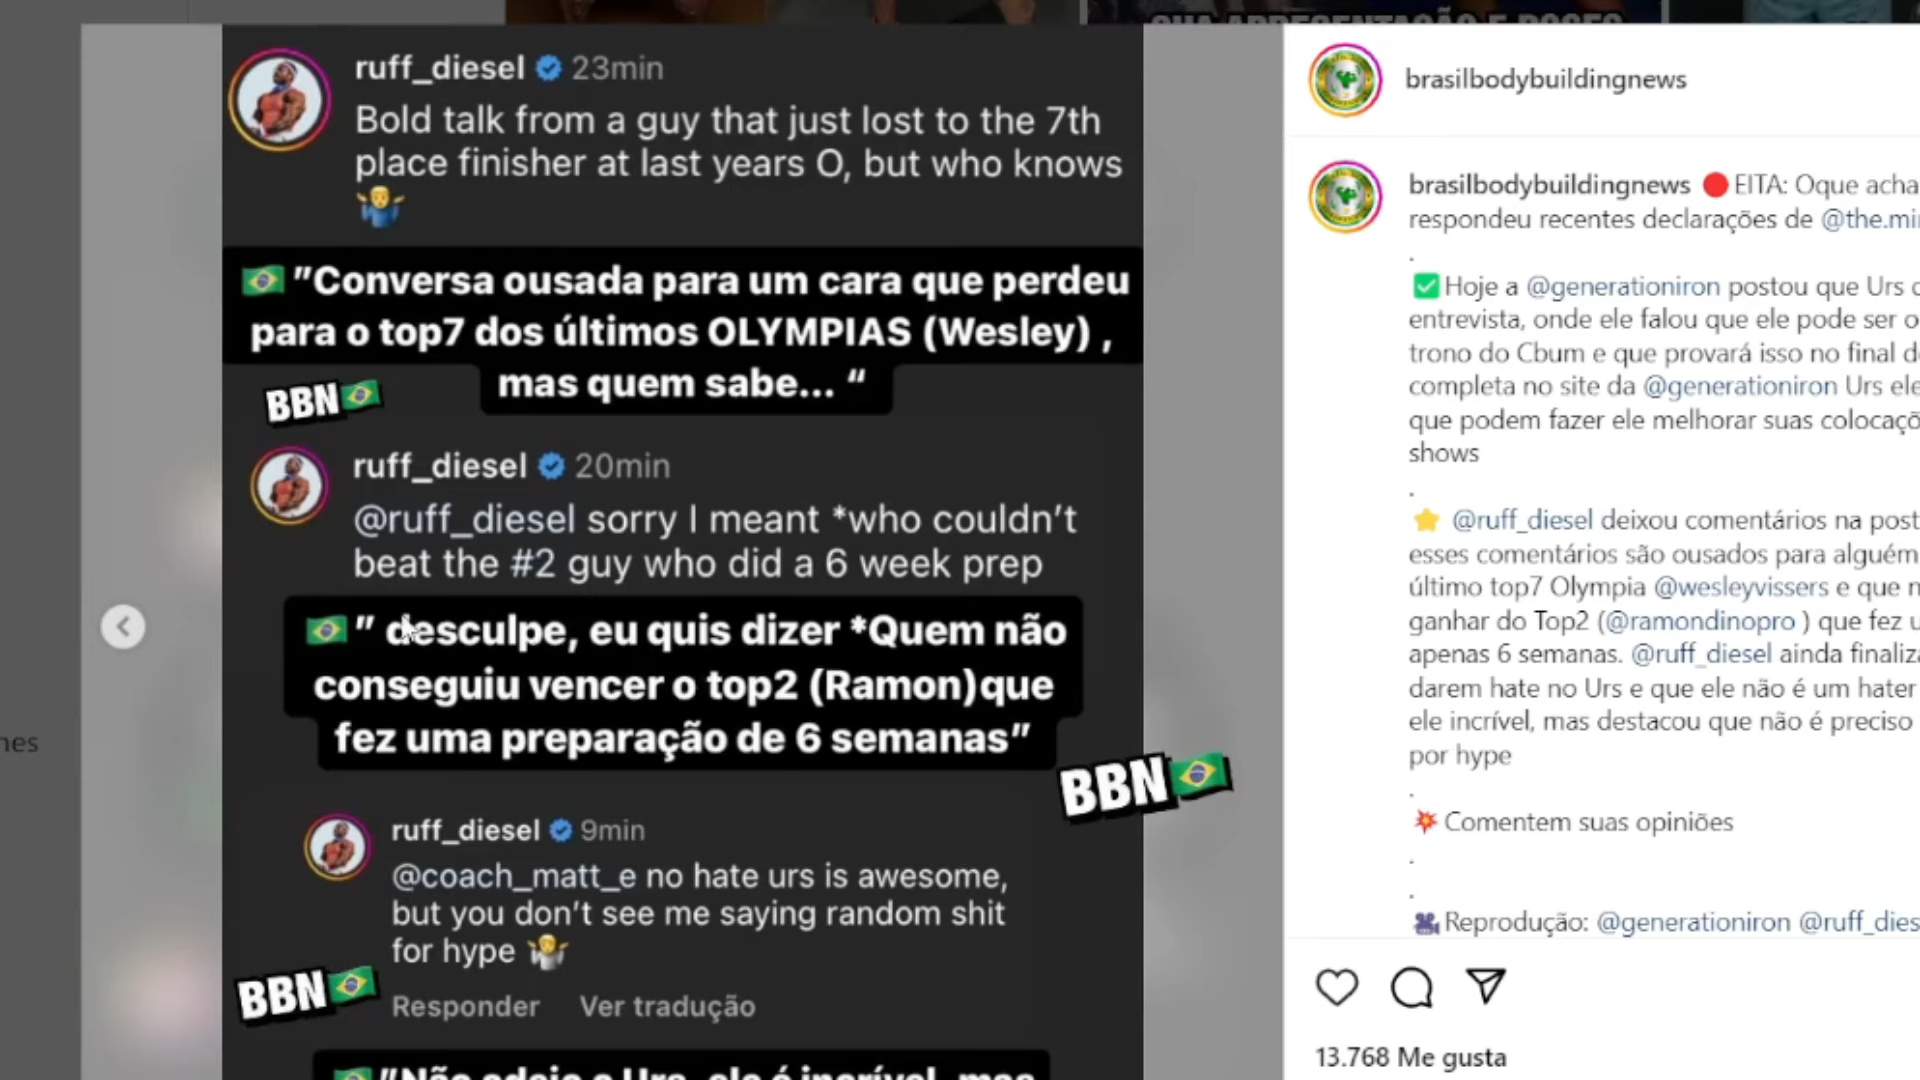 SUA APRESENTAÇÃO E POSES
ruff_diesel 23min
Bold talk from a guy that just lost to the 7th
place finisher at last years O, but who knows
🤷‍♂️
🇧🇷 "Conversa ousada para um cara que perdeu
para o top7 dos últimos OLYMPIAS (Wesley) ,
mas quem sabe... “
BBN🇧🇷
ruff_diesel 20min
@ruff_diesel sorry I meant *who couldn’t
beat the #2 guy who did a 6 week prep
🇧🇷 " desculpe, eu quis dizer *Quem não
conseguiu vencer o top2 (Ramon)que
fez uma preparação de 6 semanas"
BBN🇧🇷
ruff_diesel 9min
@coach_matt_e no hate urs is awesome,
but you don’t see me saying random shit
for hype 🤷‍♂️
BBN🇧🇷
Responder Ver tradução
🇧🇷 "Não odeio o Urs, ele é incrível, mas
nes
brasilbodybuildingnews
brasilbodybuildingnews 🔴 EITA: Oque acha
respondeu recentes declarações de @the.mi
.
✅ Hoje a @generationiron postou que Urs
entrevista, onde ele falou que ele pode ser o
trono do Cbum e que provará isso no final d
completa no site da @generationiron Urs ele
que podem fazer ele melhorar suas colocaçõ
shows
.
⭐ @ruff_diesel deixou comentários na post
esses comentários são ousados para alguém
último top7 Olympia @wesleyvissers e que n
ganhar do Top2 (@ramondinopro ) que fez u
apenas 6 semanas. @ruff_diesel ainda finaliz
darem hate no Urs e que ele não é um hater
ele incrível, mas destacou que não é preciso
por hype
.
💥 Comentem suas opiniões
.
.
🎥 Reprodução: @generationiron @ruff_dies
13.768 Me gusta